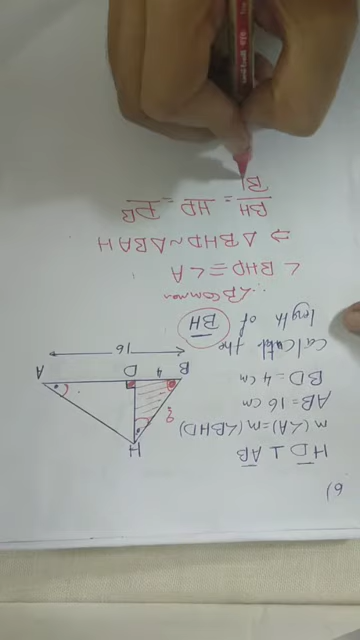 6)
HD ⊥ AB
m(∠A) = m(∠BHD)
AB = 16 cm
BD = 4 cm
Calculate the
length of BH
H
?
B
4
D
A
16
∴ ∠B Common
∠BHD ≡ ∠A
⇒ ΔBHD ~ ΔBAH
BH = HD = DB
B